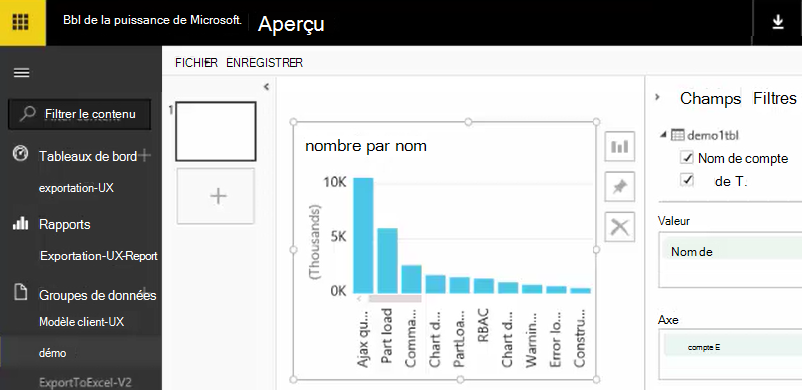 Bbl de la puissance de Microsoft.
Aperçu
FICHIER ENREGISTRER
Filtrer le contenu
Tableaux de bord
exportation-UX
Rapports
Exportation-UX-Report
Groupes de données
Modèle client-UX
démo
ExportToExcel-V2
1
nombre par nom
(Thousands)
10K
5K
0K
Ajax qu...
Part load
Comma...
Chart d...
PartLoa...
RBAC
Chart d...
Warnin...
Error lo...
Constru...
Champs Filtres
demo1tbl
Nom de compte
de T.
Valeur
Nom de
Axe
compte E